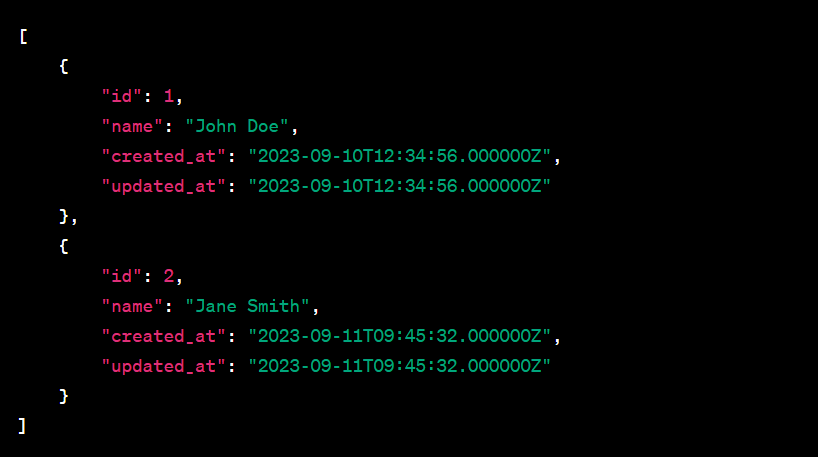 [
    {
        "id": 1,
        "name": "John Doe",
        "created_at": "2023-09-10T12:34:56.000000Z",
        "updated_at": "2023-09-10T12:34:56.000000Z"
    },
    {
        "id": 2,
        "name": "Jane Smith",
        "created_at": "2023-09-11T09:45:32.000000Z",
        "updated_at": "2023-09-11T09:45:32.000000Z"
    }
]